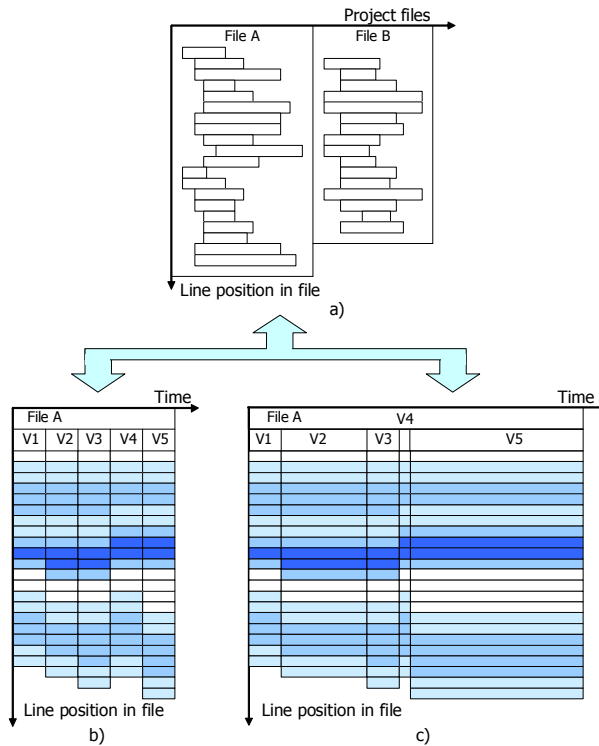 Project files
File A
File B
Line position in file
a)
Time
File A
V1 V2 V3 V4 V5
Line position in file
b)
Time
File A
V4
V1 V2 V3 V5
Line position in file
c)